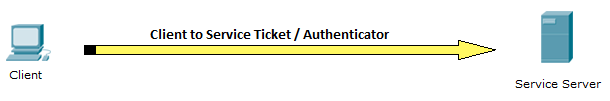 Client to Service Ticket / Authenticator
Client
Service Server